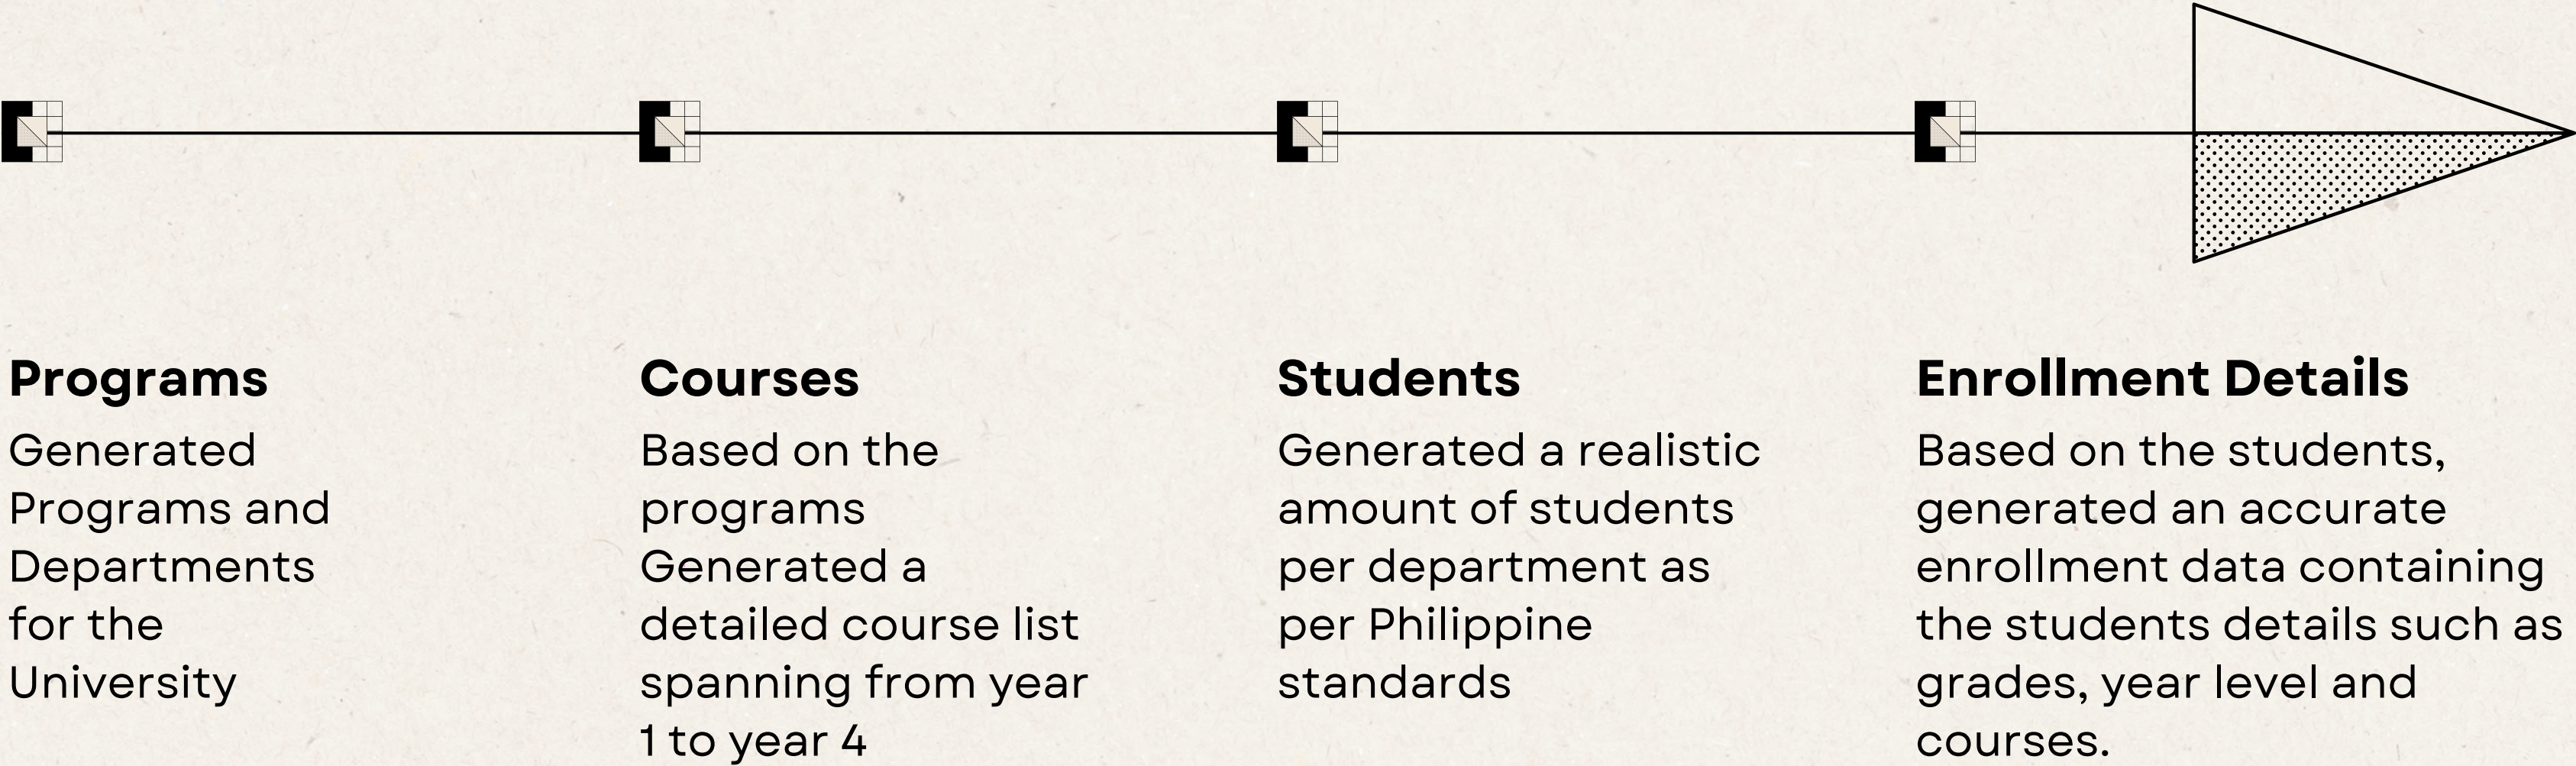 Programs
Generated
Programs and
Departments
for the
University
Courses
Based on the
programs
Generated a
detailed course list
spanning from year
1 to year 4
Students
Generated a realistic
amount of students
per department as
per Philippine
standards
Enrollment Details
Based on the students,
generated an accurate
enrollment data containing
the students details such as
grades, year level and
courses.